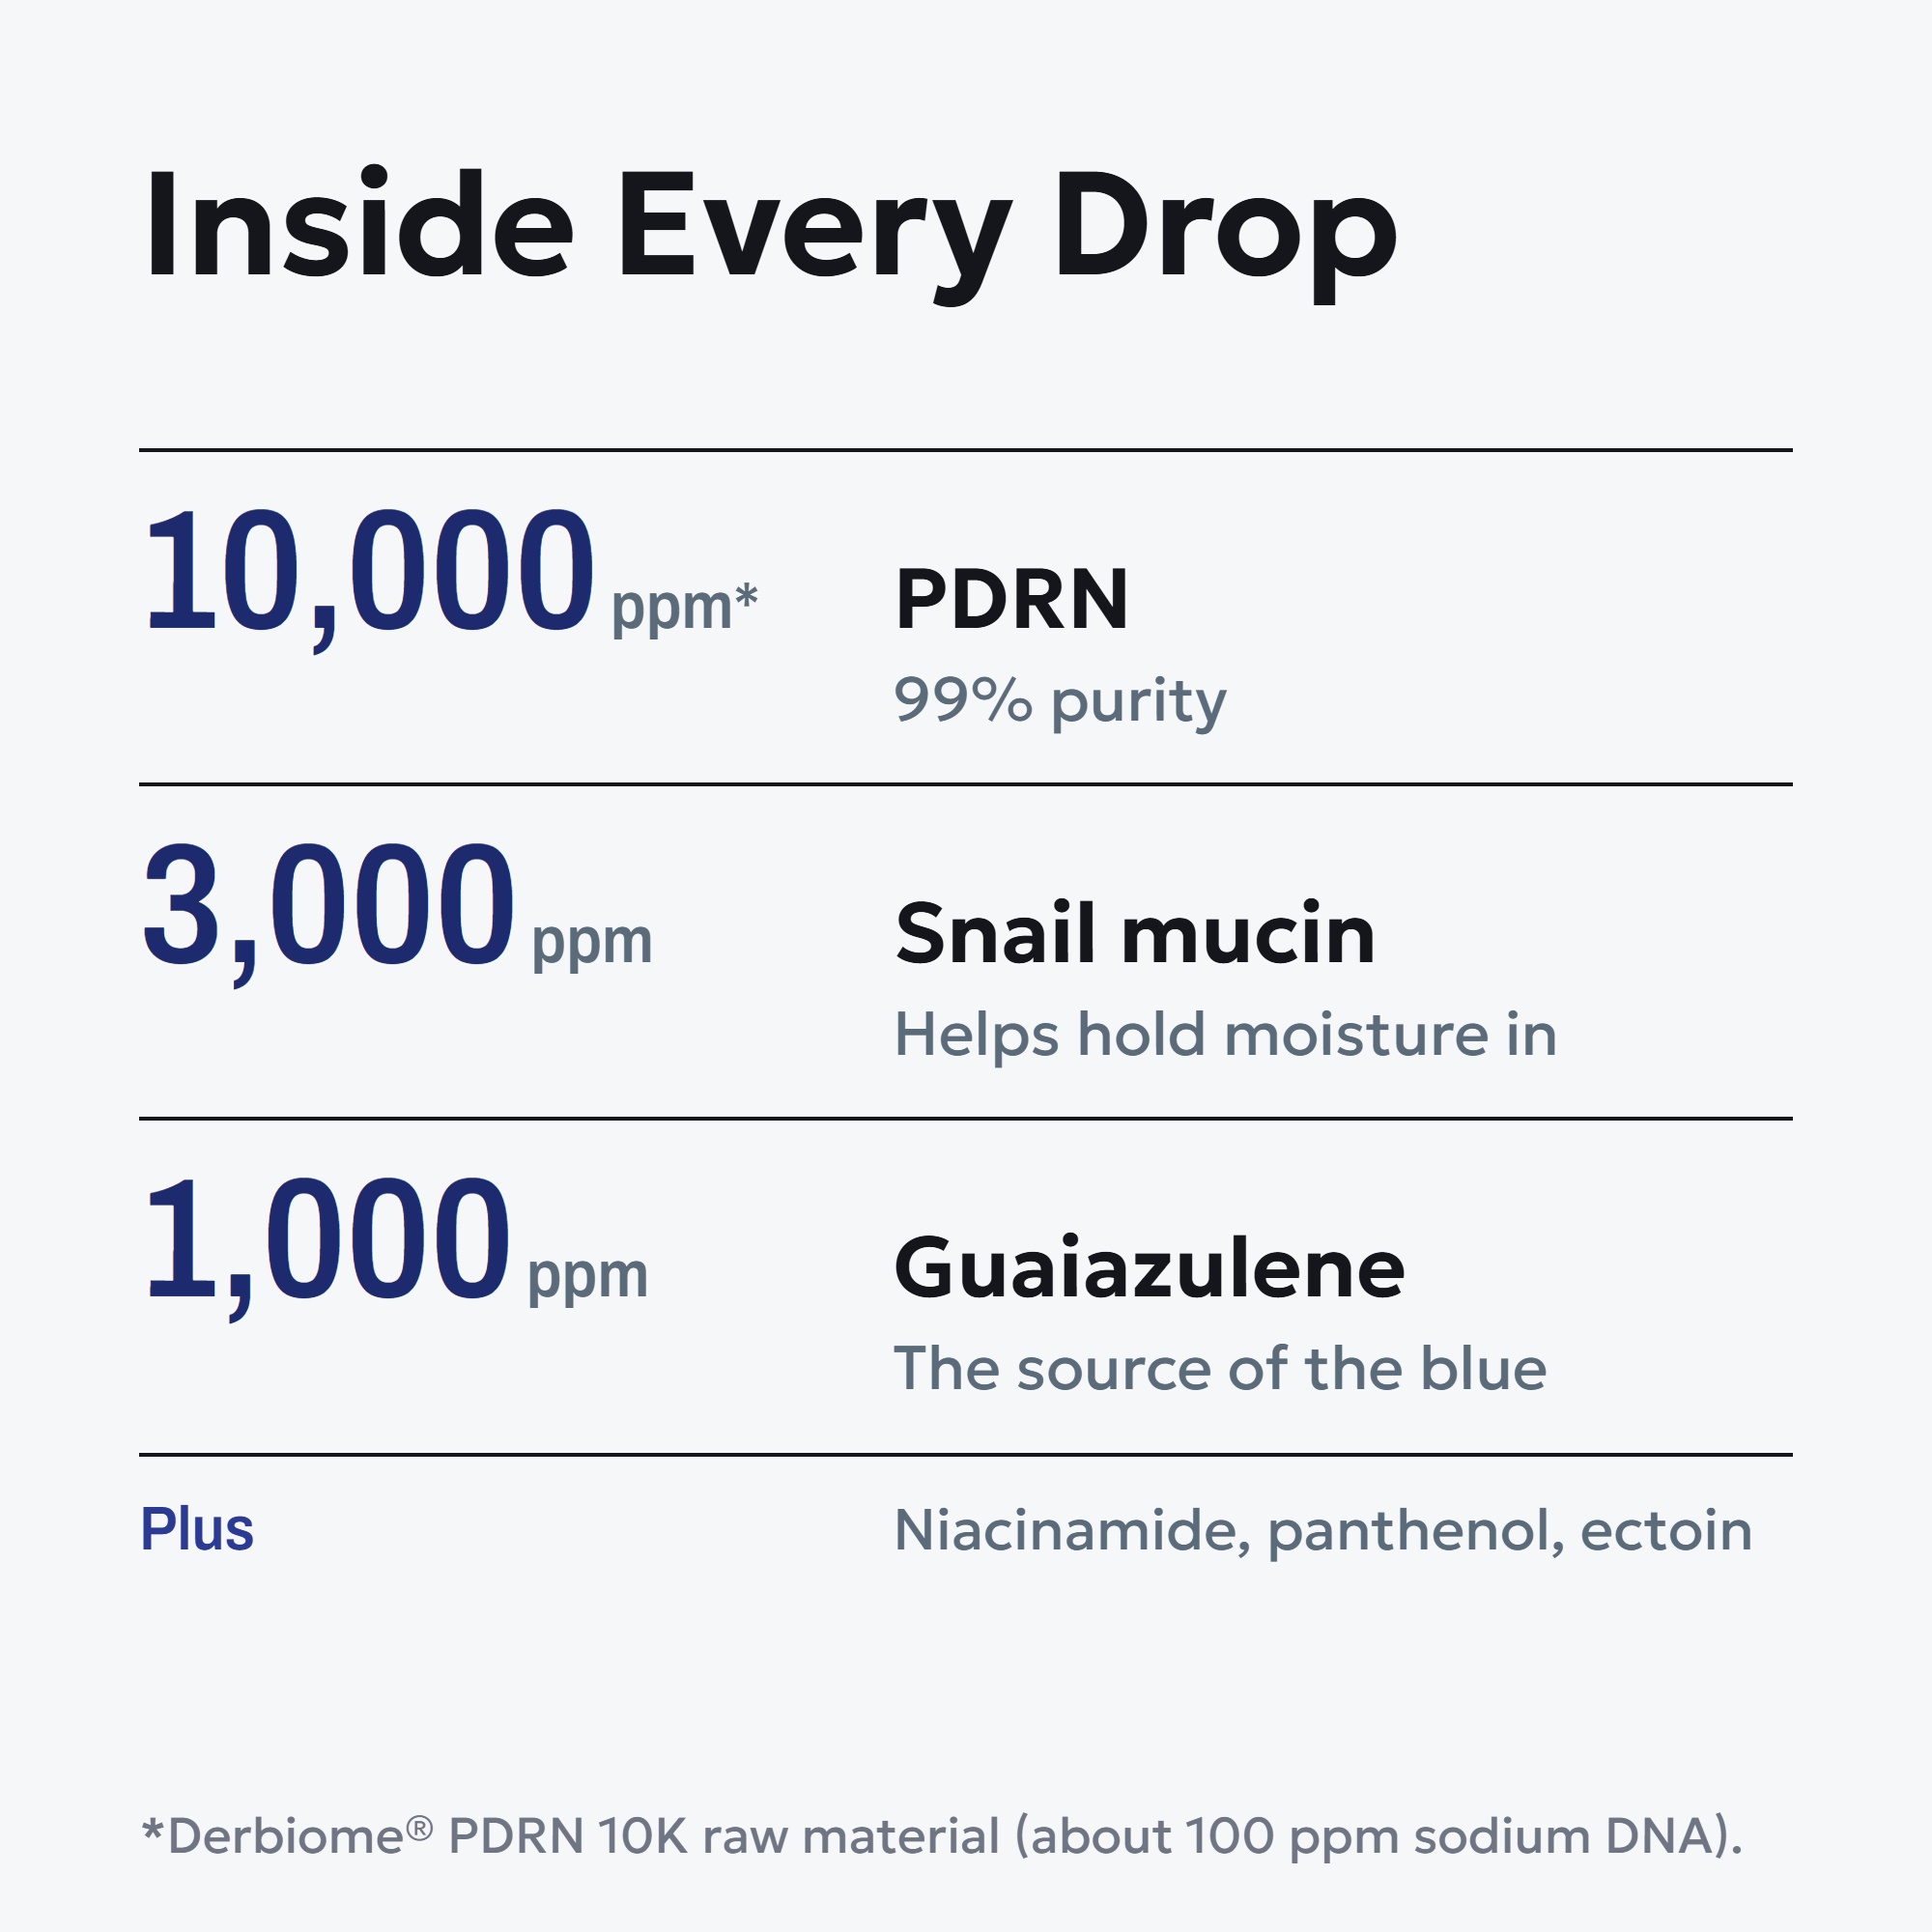 Inside Every Drop
10,000 ppm* PDRN
99% purity
3,000 ppm Snail mucin
Helps hold moisture in
1,000 ppm Guaiazulene
The source of the blue
Plus Niacinamide, panthenol, ectoin
*Derbiome® PDRN 10K raw material (about 100 ppm sodium DNA).